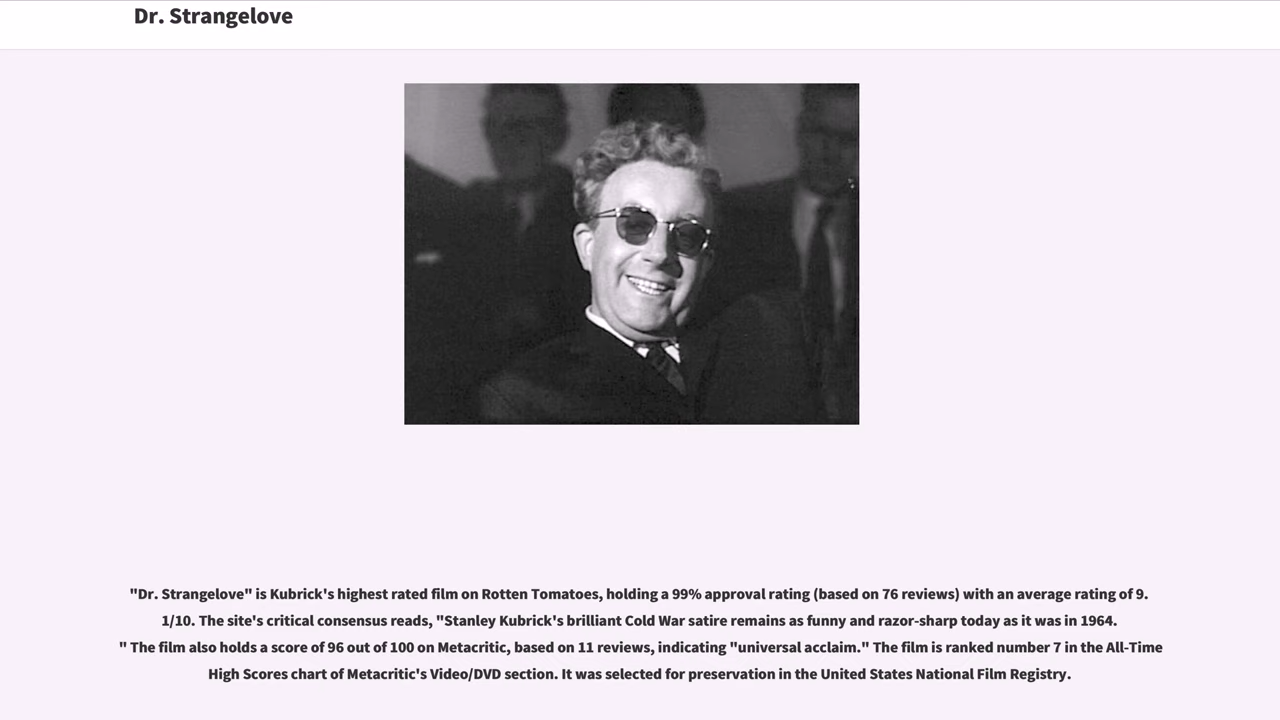 Dr. Strangelove
"Dr. Strangelove" is Kubrick's highest rated film on Rotten Tomatoes, holding a 99% approval rating (based on 76 reviews) with an average rating of 9.
1/10. The site's critical consensus reads, "Stanley Kubrick's brilliant Cold War satire remains as funny and razor-sharp today as it was in 1964.
" The film also holds a score of 96 out of 100 on Metacritic, based on 11 reviews, indicating "universal acclaim." The film is ranked number 7 in the All-Time
High Scores chart of Metacritic's Video/DVD section. It was selected for preservation in the United States National Film Registry.